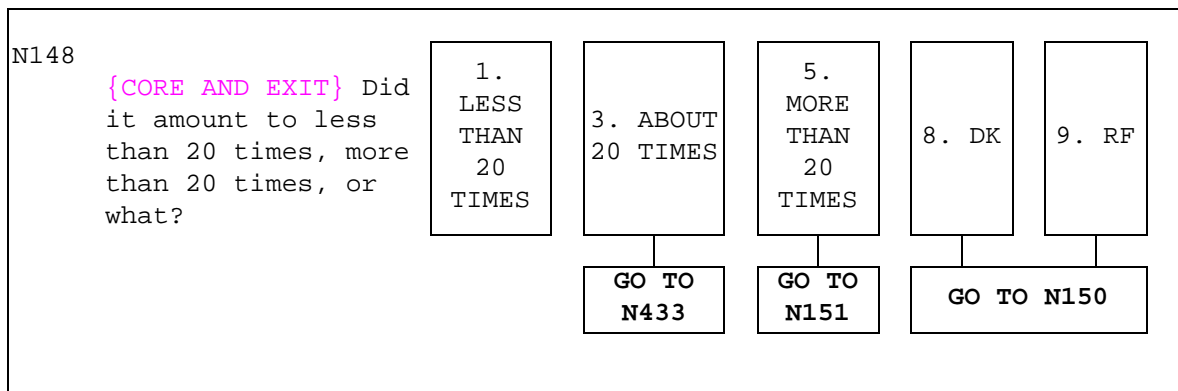 N148
{CORE AND EXIT} Did
it amount to less
than 20 times, more
than 20 times, or
what?
1.
LESS
THAN
20
TIMES
3. ABOUT
20 TIMES
5.
MORE
THAN
20
TIMES
8. DK
9. RF
GO TO
N433
GO TO
N151
GO TO N150